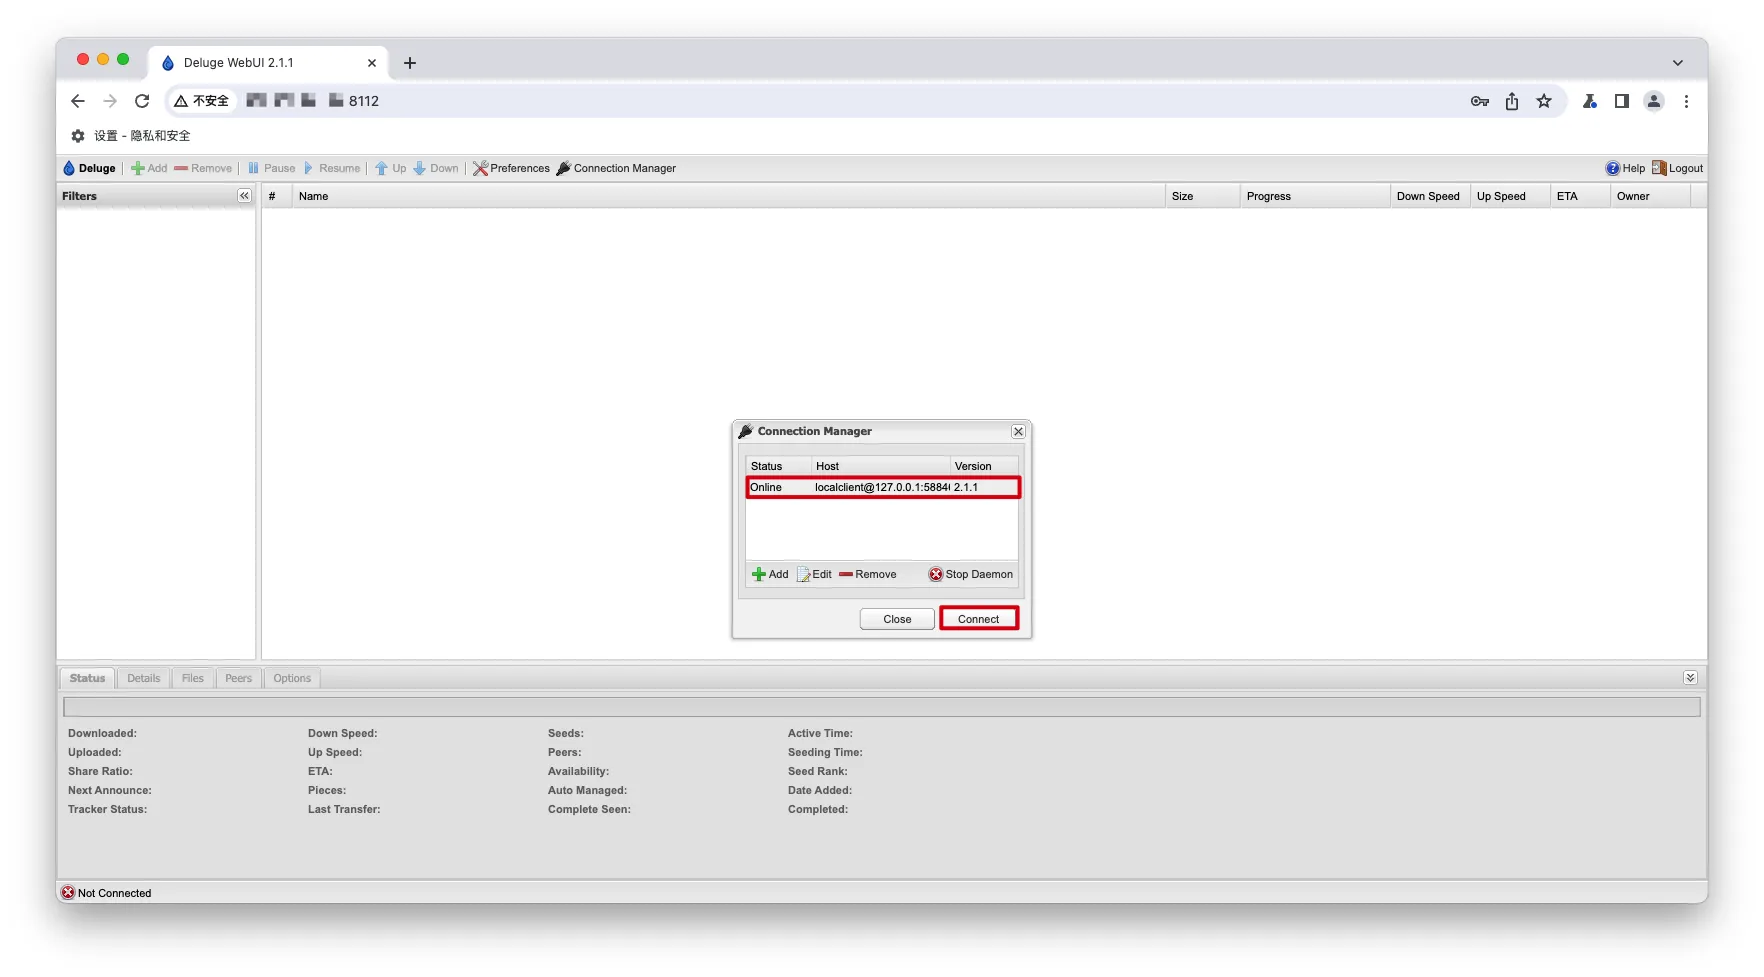 Deluge WebUI 2.1.1
不安全 8112
设置 - 隐私和安全
Deluge Add Remove Pause Resume Up Down Preferences Connection Manager Help Logout
Filters # Name Size Progress Down Speed Up Speed ETA Owner
Connection Manager
Status Host Version
Online localclient@127.0.0.1:5884 2.1.1
Add Edit Remove Stop Daemon
Close Connect
Status Details Files Peers Options
Downloaded: Down Speed: Seeds: Active Time:
Uploaded: Up Speed: Peers: Seeding Time:
Share Ratio: ETA: Availability: Seed Rank:
Next Announce: Pieces: Auto Managed: Date Added:
Tracker Status: Last Transfer: Complete Seen: Completed:
Not Connected